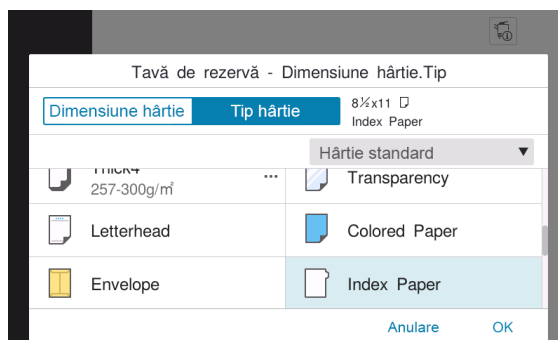 Tavă de rezervă - Dimensiune hârtie.Tip
Dimensiune hârtie
Tip hârtie
8½x11
Index Paper
Hârtie standard
Thick4
257-300g/㎡
Transparency
Letterhead
Colored Paper
Envelope
Index Paper
Anulare
OK